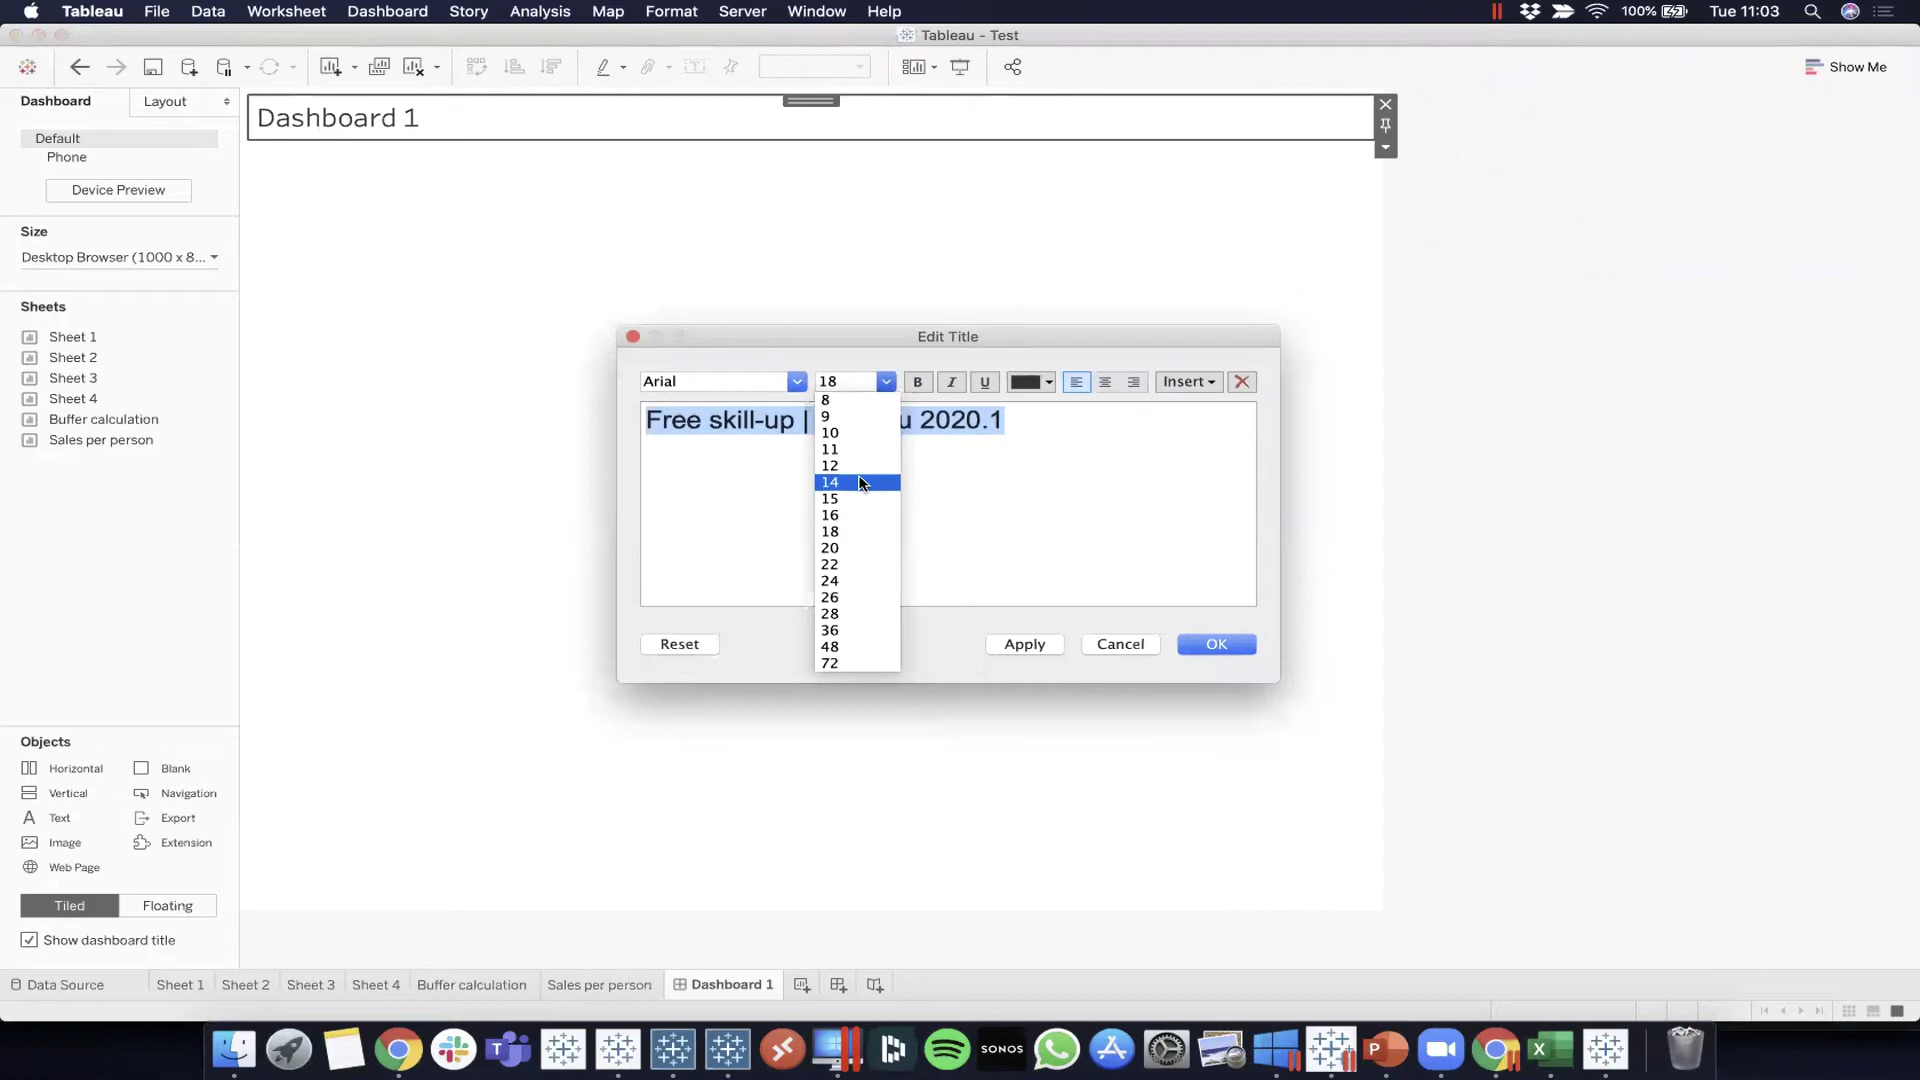 Tableau File Data Worksheet Dashboard Story Analysis Map Format Server Window Help 100% Tue 11:03
Tableau - Test
Show Me
Dashboard Layout
Default
Phone
Device Preview
Size
Desktop Browser (1000 x 8...
Sheets
Sheet 1
Sheet 2
Sheet 3
Sheet 4
Buffer calculation
Sales per person
Dashboard 1
Edit Title
Arial 18 B I U Insert
Free skill-up | u 2020.1
8
9
10
11
12
14
15
16
18
20
22
24
26
28
36
48
72
Reset Apply Cancel OK
Objects
Horizontal Blank
Vertical Navigation
A Text Export
Image Extension
Web Page
Tiled Floating
Show dashboard title
Data Source Sheet 1 Sheet 2 Sheet 3 Sheet 4 Buffer calculation Sales per person Dashboard 1
SONOS